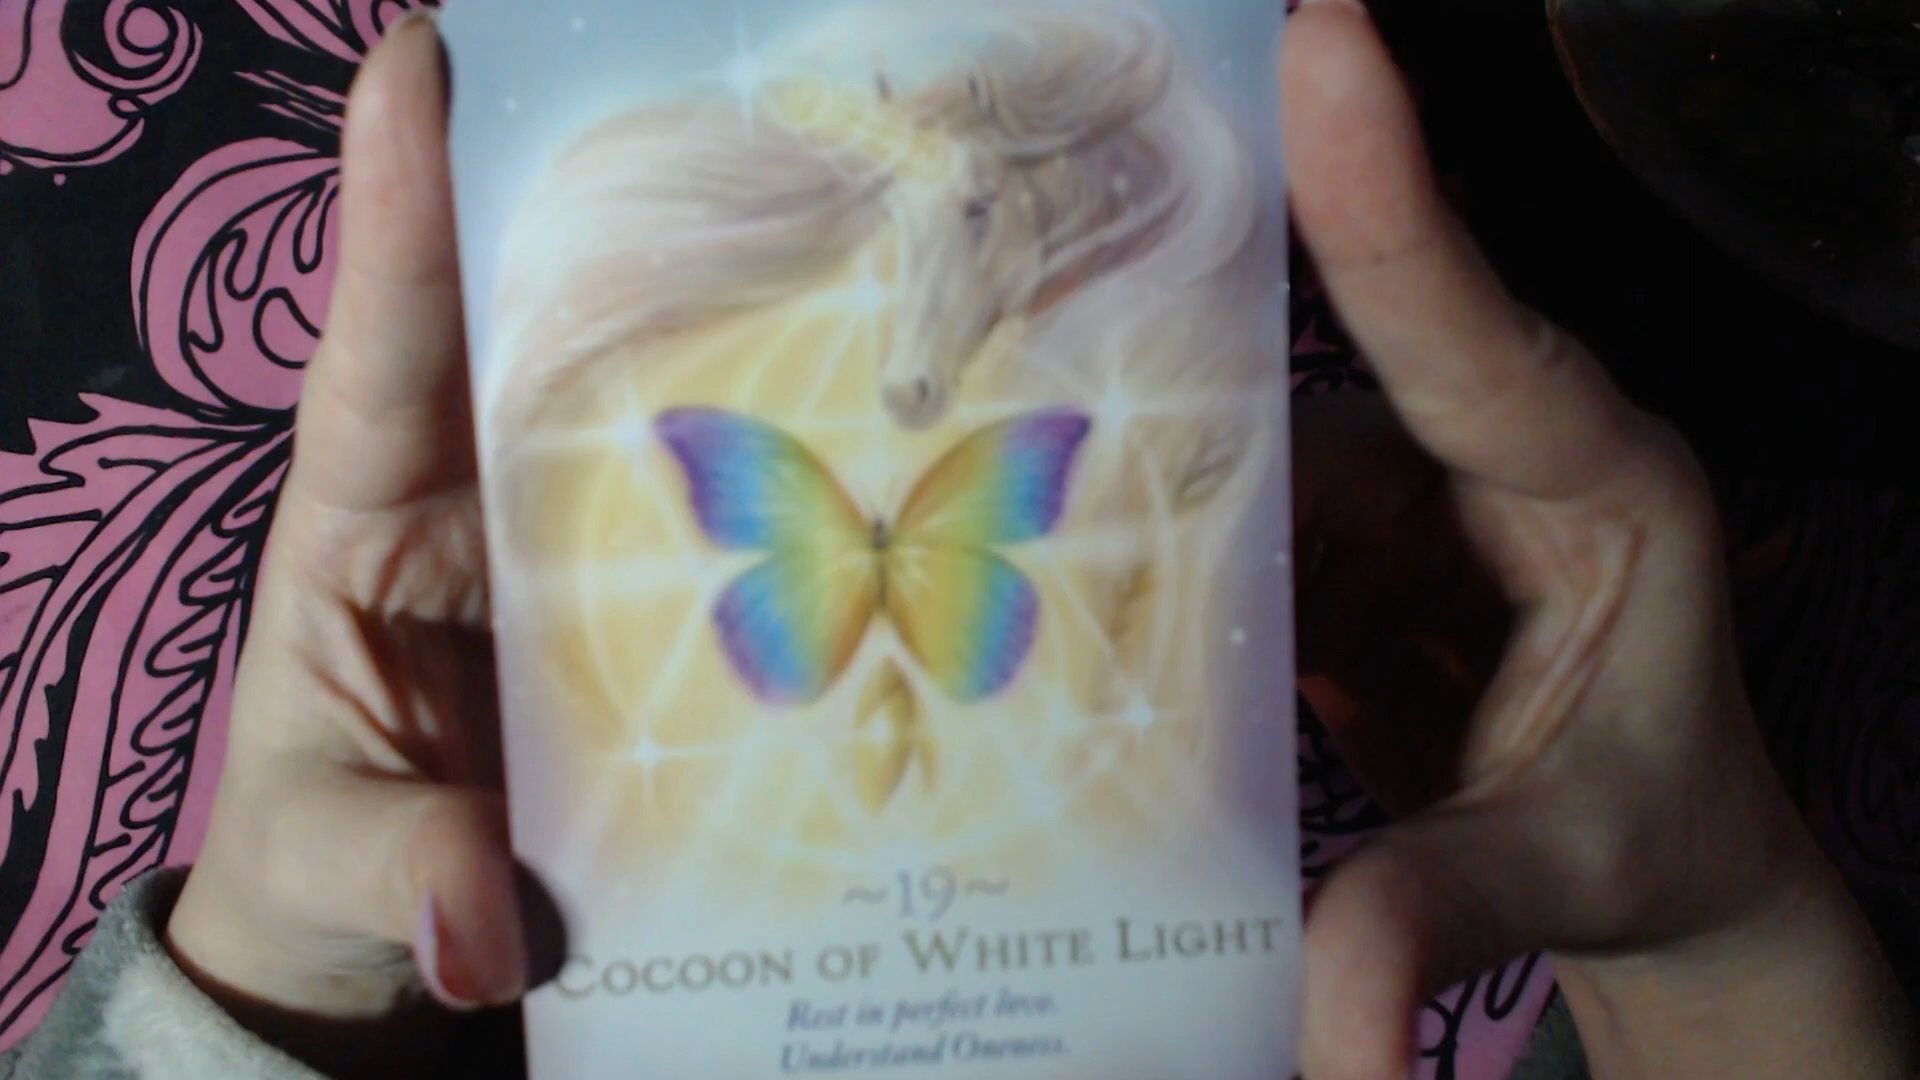 ~19~
COCOON OF WHITE LIGHT
Rest in perfect love.
Understand Oneness.